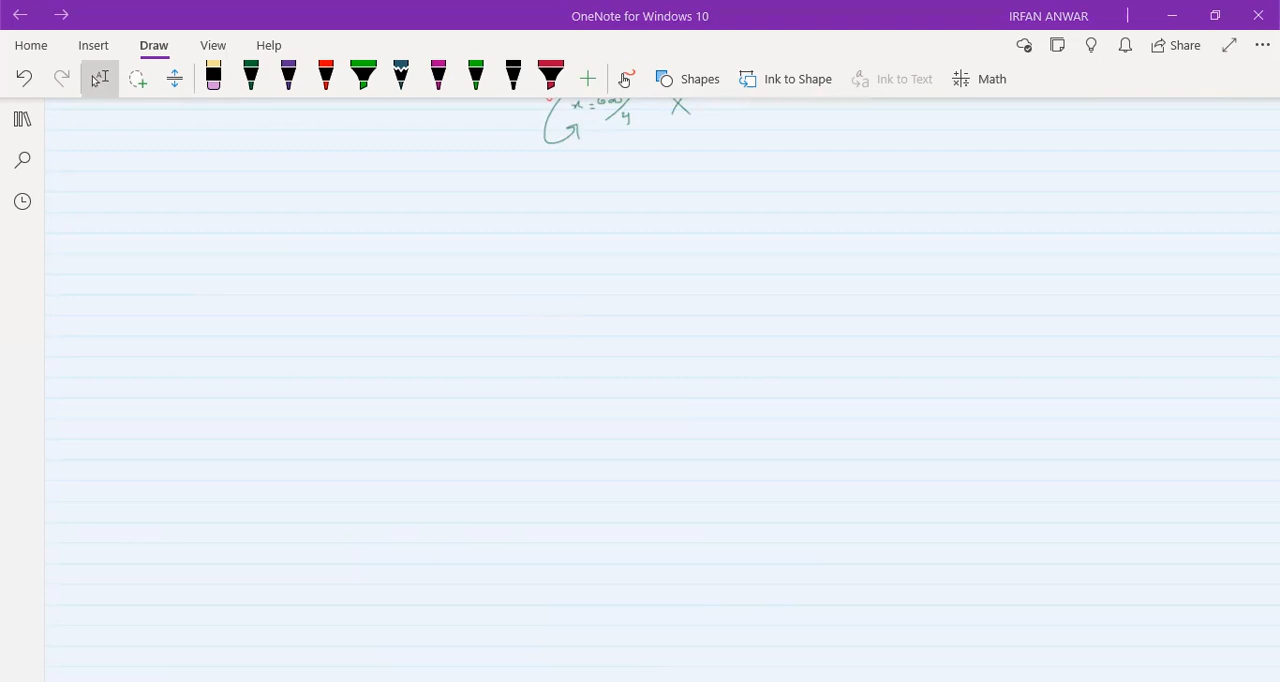 OneNote for Windows 10
IRFAN ANWAR
Home Insert Draw View Help
Share
Shapes
Ink to Shape
Ink to Text
Math
x =
4
X